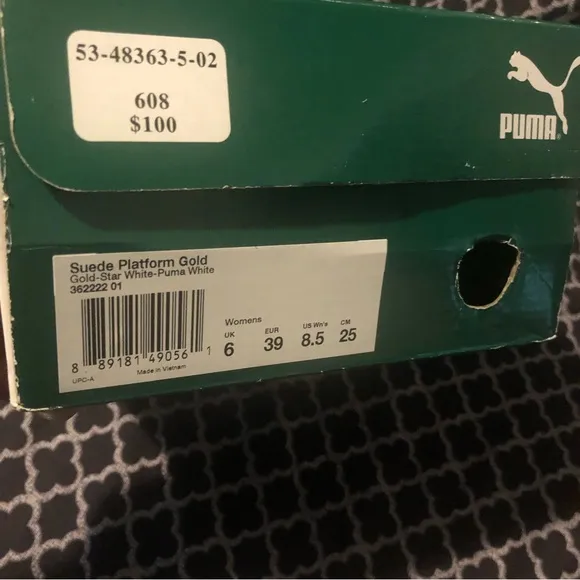 53-48363-5-02
608
$100
PUMA®
Suede Platform Gold
Gold-Star White-Puma White
362222 01
8 89181 49056 1
UPC-A
Made in Vietnam
Womens
UK EUR US Wn's CM
6 39 8.5 25